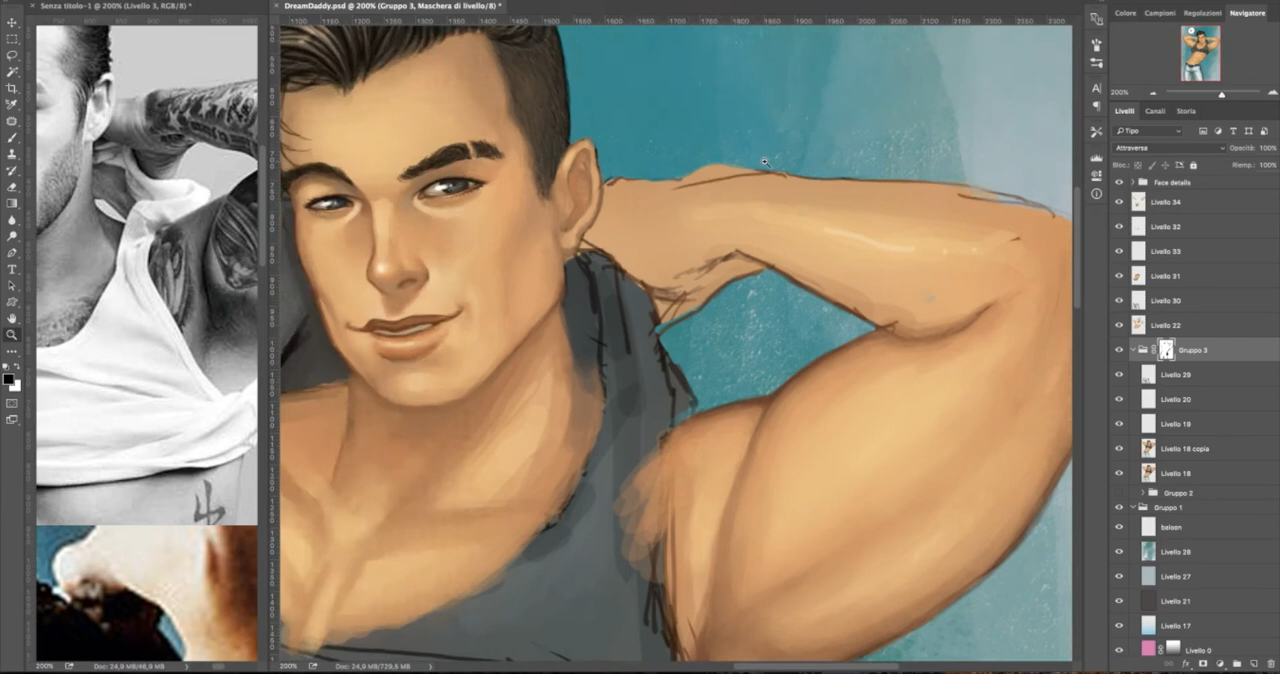 Senza titolo-1 @ 200% (Livello 3, RGB/8) *
DreamDaddy.psd @ 200% (Gruppo 3, Maschera di livello/8) *
Colore
Campioni
Regolazioni
Navigatore
200%
Livelli
Canali
Storia
Tipo
Attraversa
Opacità: 100%
Bloc.:
Riemp.: 100%
Face details
Livello 34
Livello 32
Livello 33
Livello 31
Livello 30
Livello 22
Gruppo 3
Livello 29
Livello 20
Livello 19
Livello 18 copia
Livello 18
Gruppo 2
Gruppo 1
baloon
Livello 28
Livello 27
Livello 21
Livello 17
Livello 0
200%
Doc: 24,9 MB/46,9 MB
200%
Doc: 24,9 MB/729,5 MB